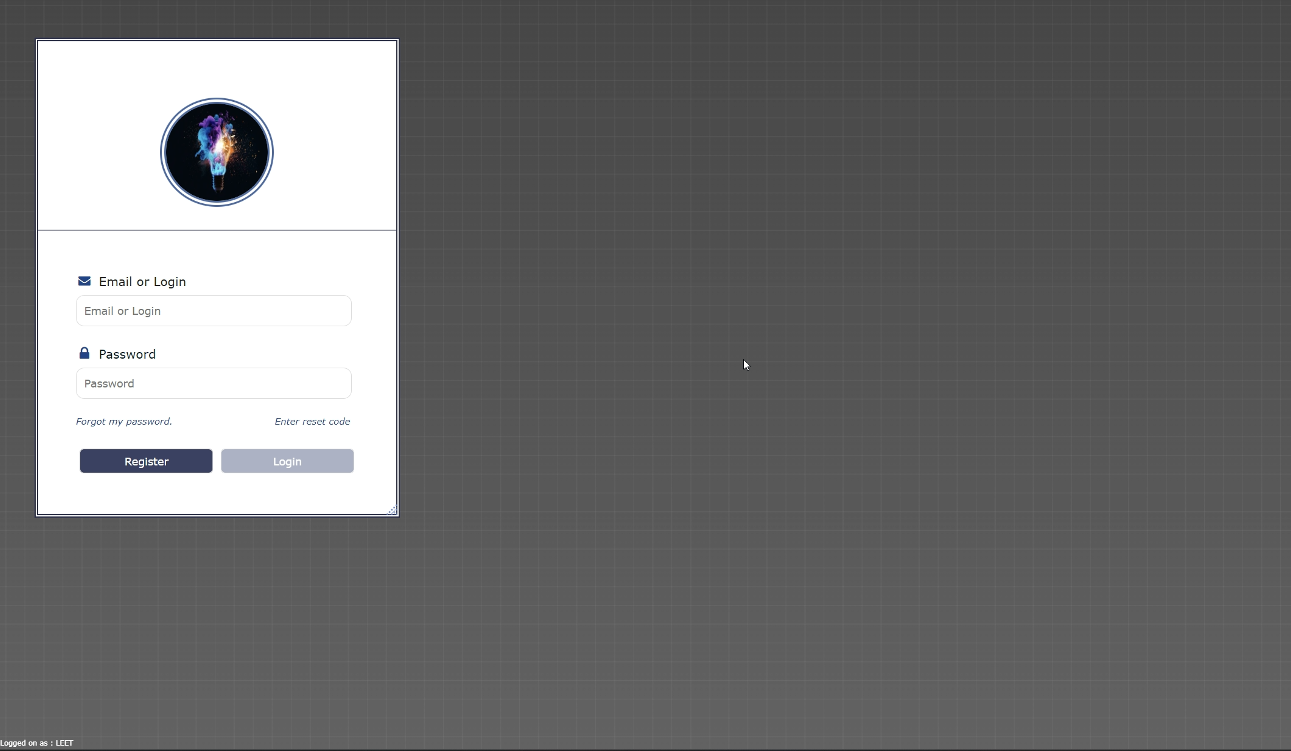 Email or Login
Email or Login
Password
Password
Forgot my password.
Enter reset code
Register
Login
Logged on as : LEET